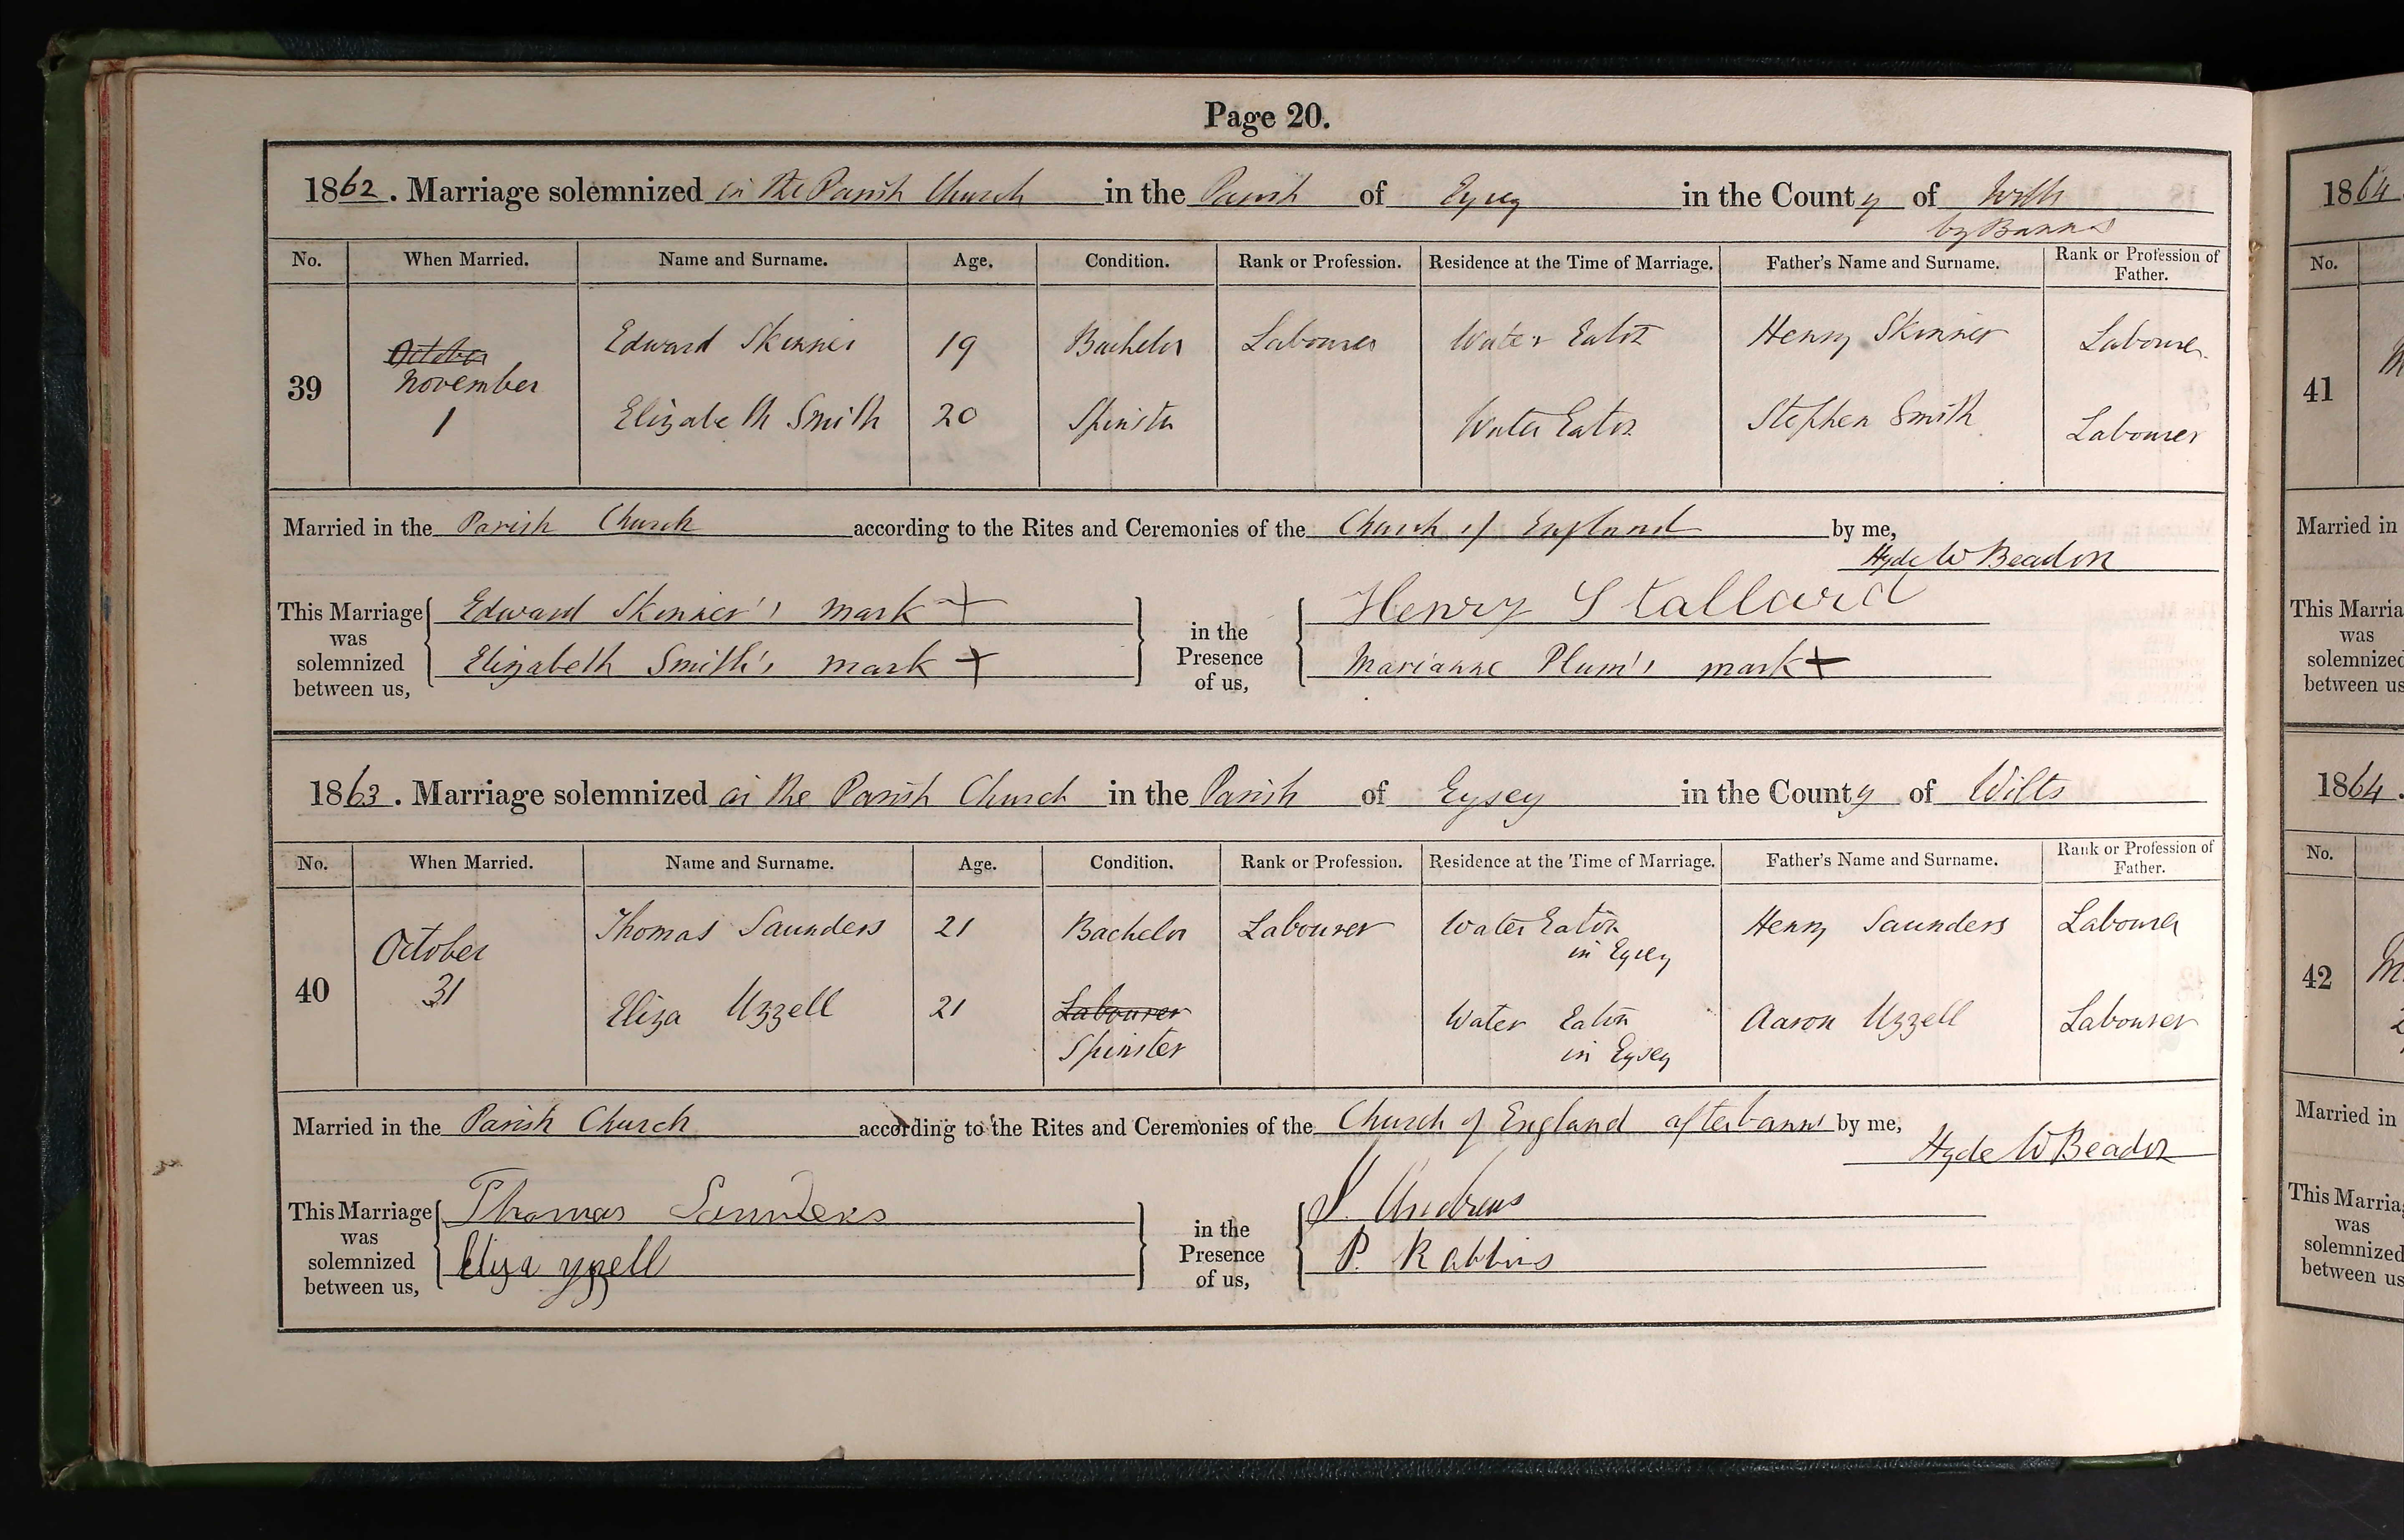 Page 20.
1862. Marriage solemnized in the Parish Church in the Parish of Eysey in the County of Wilts
by Banns
No. When Married. Name and Surname. Age. Condition. Rank or Profession. Residence at the Time of Marriage. Father's Name and Surname. Rank or Profession of Father.
39 October November 1 Edward Skinner 19 Bachelor Labourer Water Eaton Henry Skinner Labourer
Elizabeth Smith 20 Spinster Water Eaton Stephen Smith Labourer
Married in the Parish Church according to the Rites and Ceremonies of the Church of England by me,
Hyde W Beadon
This Marriage was solemnized between us,
Edward Skinner's mark +
Elizabeth Smith's mark +
in the Presence of us,
Henry Stallard
Marianne Plum's mark +
1863. Marriage solemnized in the Parish Church in the Parish of Eysey in the County of Wilts
No. When Married. Name and Surname. Age. Condition. Rank or Profession. Residence at the Time of Marriage. Father's Name and Surname. Rank or Profession of Father.
40 October 31 Thomas Saunders 21 Bachelor Labourer Water Eaton in Eysey Henry Saunders Labourer
Eliza Uzzell 21 Labourer Spinster Water Eaton in Eysey Aaron Uzzell Labourer
Married in the Parish Church according to the Rites and Ceremonies of the Church of England after banns by me,
Hyde W Beadon
This Marriage was solemnized between us,
Thomas Saunders
Eliza yzzell
in the Presence of us,
S. Andrews
P. Robbins
1864.
No.
41
Married in
This Marria
was
solemnized
between us
1864.
No.
42
Married in
This Marria
was
solemnized
between us